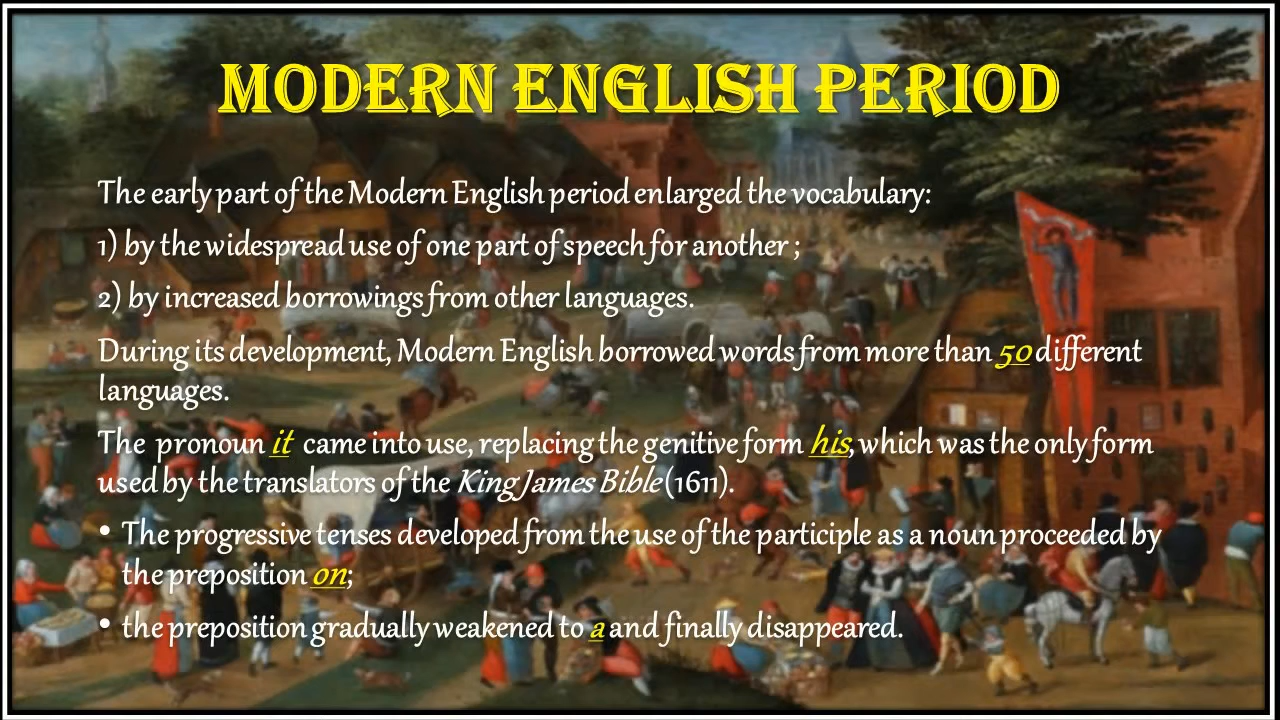 MODERN ENGLISH PERIOD
The early part of the Modern English period enlarged the vocabulary:
1) by the widespread use of one part of speech for another ;
2) by increased borrowings from other languages.
During its development, Modern English borrowed words from more than 50 different
languages.
The pronoun it came into use, replacing the genitive form his, which was the only form
used by the translators of the King James Bible (1611).
• The progressive tenses developed from the use of the participle as a noun proceeded by
the preposition on;
• the preposition gradually weakened to a and finally disappeared.